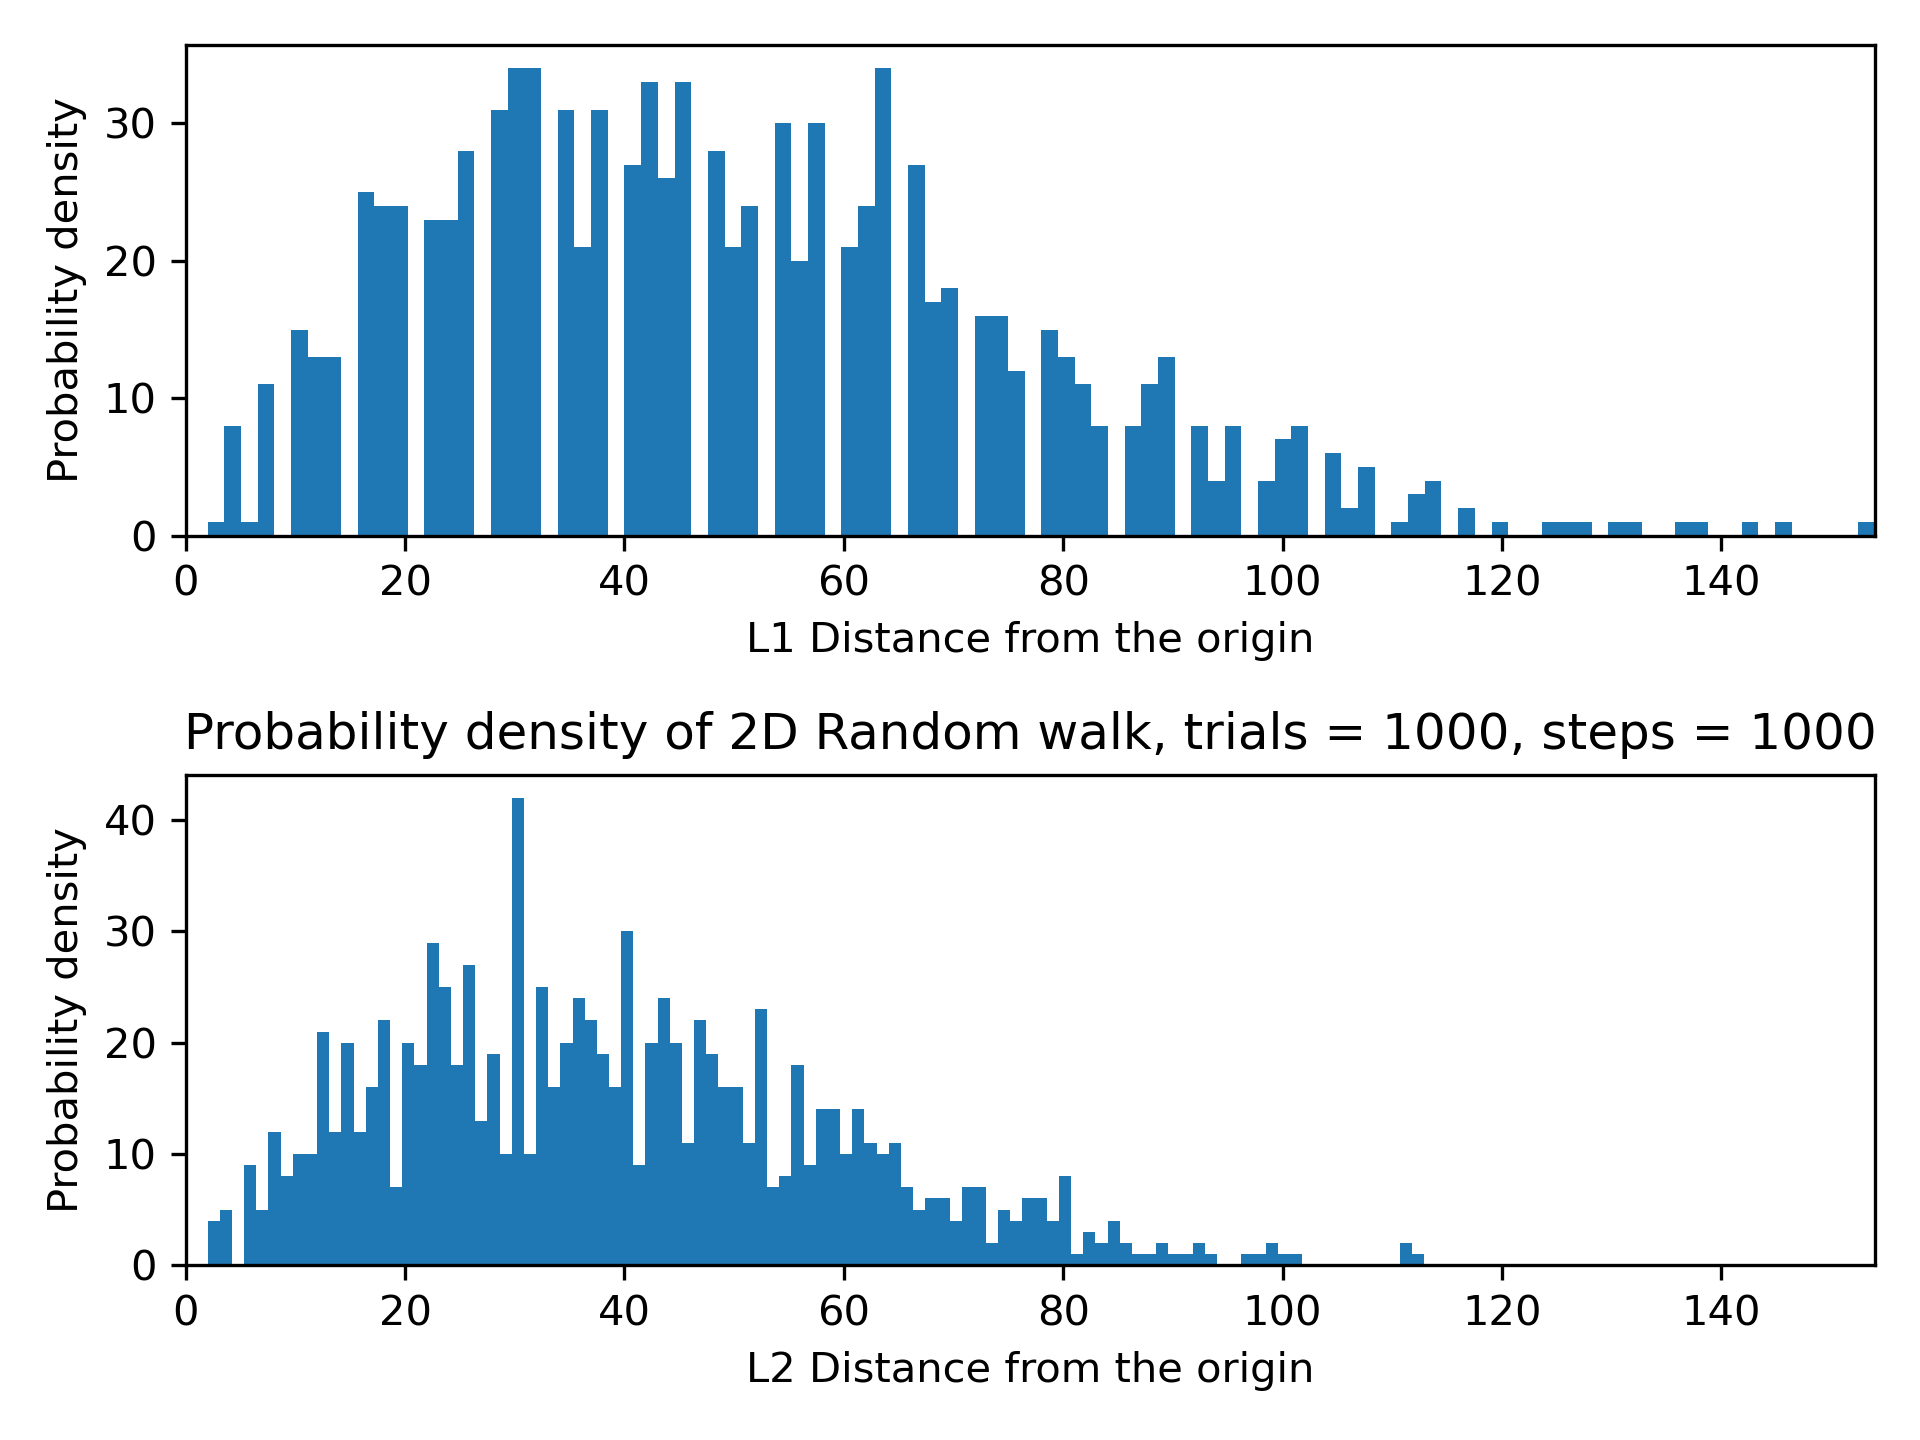 Probability density
30
20
10
0
0 20 40 60 80 100 120 140
L1 Distance from the origin
Probability density of 2D Random walk, trials = 1000, steps = 1000
Probability density
40
30
20
10
0
0 20 40 60 80 100 120 140
L2 Distance from the origin